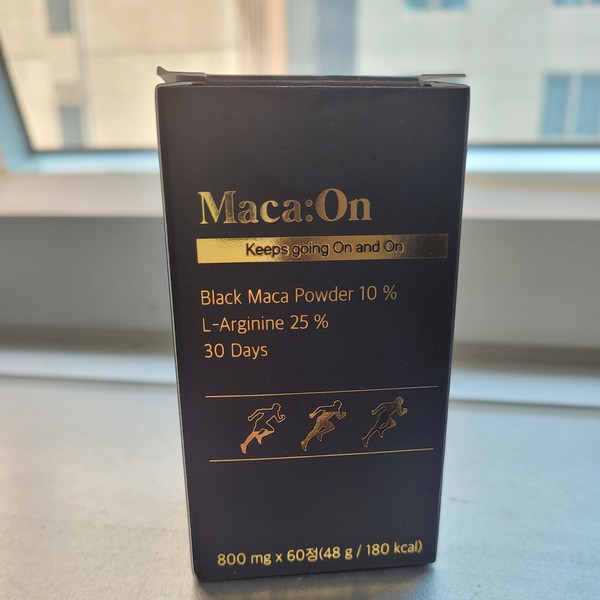 Maca:On
Keeps going On and On
Black Maca Powder 10 %
L-Arginine 25 %
30 Days
800 mg x 60정(48 g / 180 kcal)